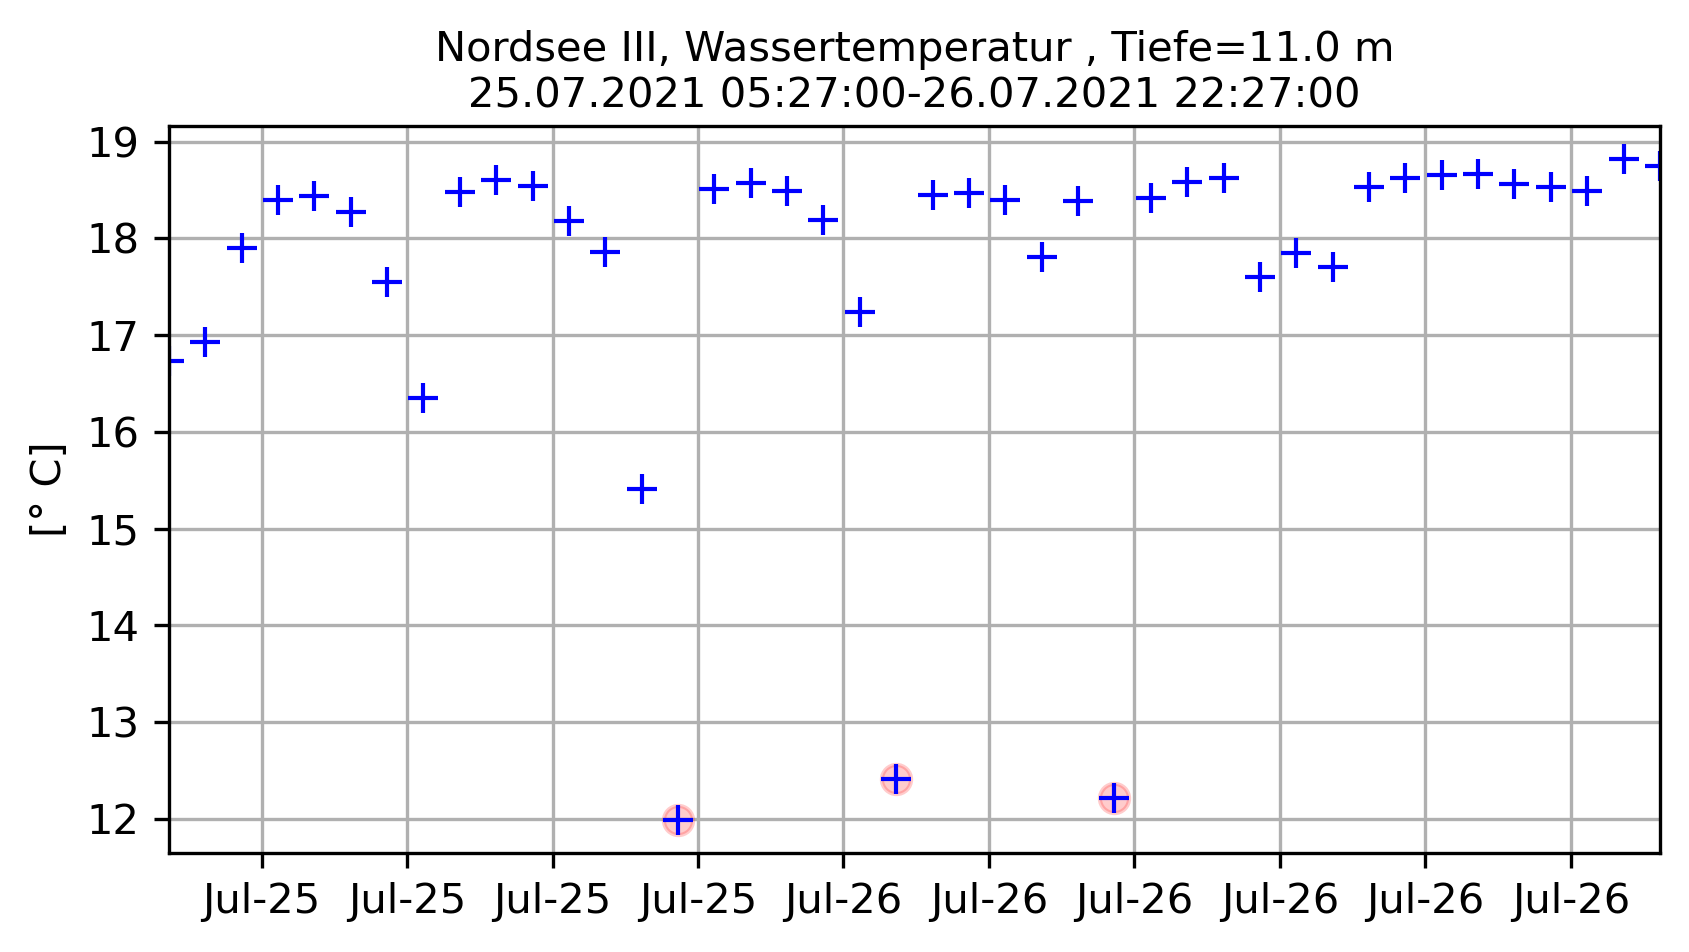 Nordsee III, Wassertemperatur , Tiefe=11.0 m
25.07.2021 05:27:00-26.07.2021 22:27:00
19
18
17
16
15
14
13
12
[° C]
Jul-25 Jul-25 Jul-25 Jul-25 Jul-26 Jul-26 Jul-26 Jul-26 Jul-26 Jul-26